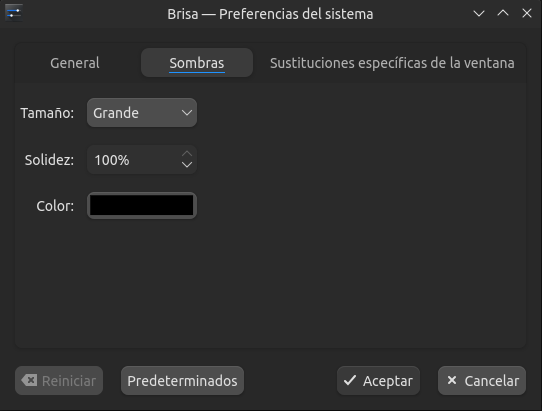 Brisa — Preferencias del sistema
General
Sombras
Sustituciones específicas de la ventana
Tamaño: Grande
Solidez: 100%
Color:
Reiniciar
Predeterminados
Aceptar
Cancelar